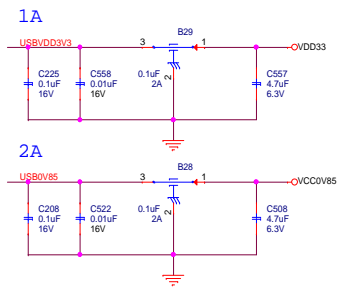 1A
USBVDD3V3
3
B29
1
VDD33
C225
0.1uF
16V
C558
0.01uF
16V
0.1uF
2A
2
C557
4.7uF
6.3V
2A
USB0V85
3
B28
1
VCC0V85
C208
0.1uF
16V
C522
0.01uF
16V
0.1uF
2A
2
C508
4.7uF
6.3V